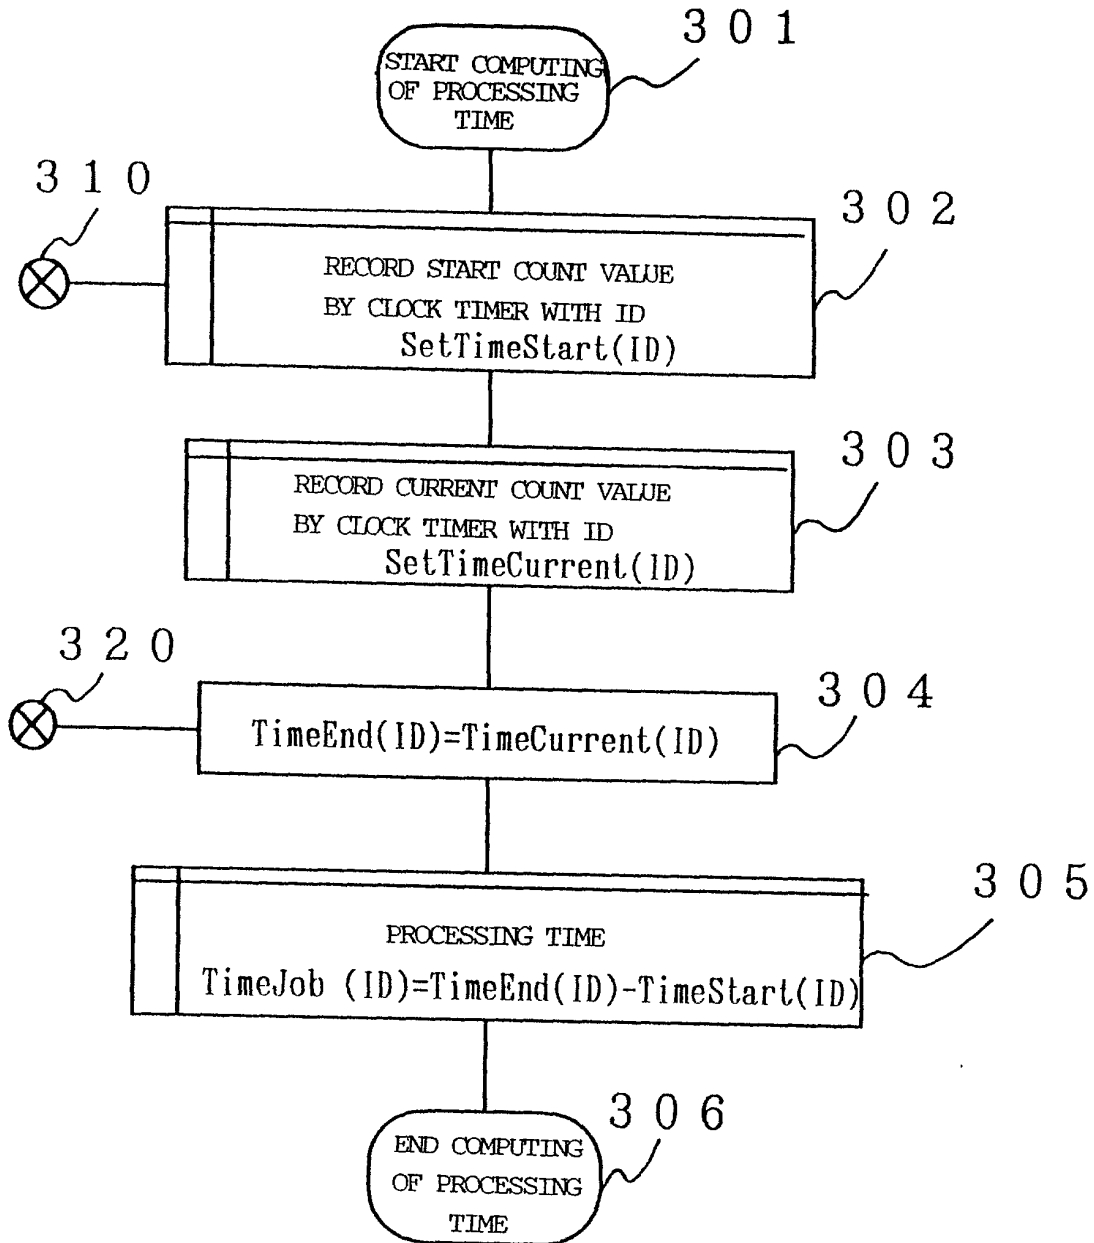 301
START COMPUTING
OF PROCESSING
TIME
310
302
RECORD START COUNT VALUE
BY CLOCK TIMER WITH ID
SetTimeStart(ID)
303
RECORD CURRENT COUNT VALUE
BY CLOCK TIMER WITH ID
SetTimeCurrent(ID)
320
304
TimeEnd(ID)=TimeCurrent(ID)
305
PROCESSING TIME
TimeJob (ID)=TimeEnd(ID)-TimeStart(ID)
306
END COMPUTING
OF PROCESSING
TIME